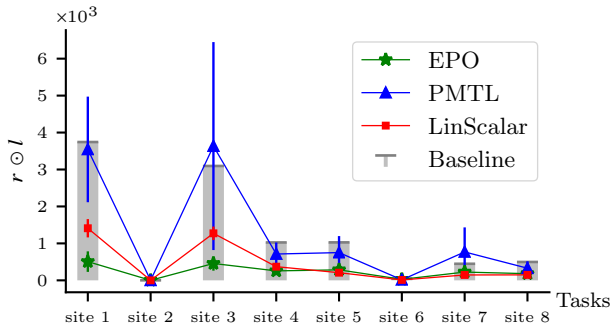 ×10³
6
5
4
3
2
1
0
r ⊙ l
EPO
PMTL
LinScalar
Baseline
site 1 site 2 site 3 site 4 site 5 site 6 site 7 site 8
Tasks